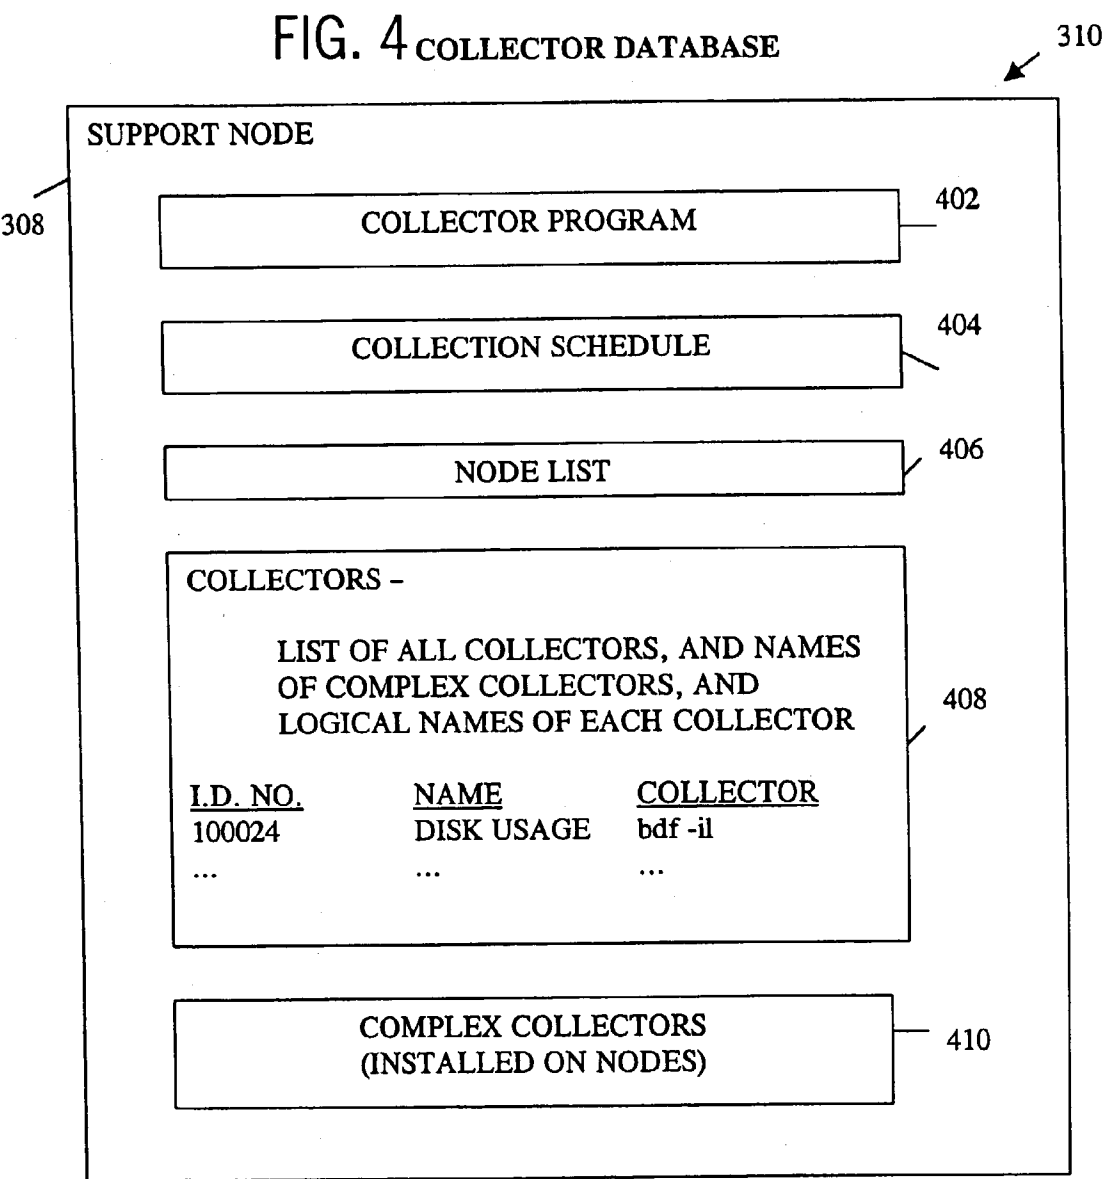 FIG. 4 COLLECTOR DATABASE
310
SUPPORT NODE
308
COLLECTOR PROGRAM
402
COLLECTION SCHEDULE
404
NODE LIST
406
COLLECTORS –
LIST OF ALL COLLECTORS, AND NAMES
OF COMPLEX COLLECTORS, AND
LOGICAL NAMES OF EACH COLLECTOR
408
I.D. NO. NAME COLLECTOR
100024 DISK USAGE bdf -il
... ... ...
COMPLEX COLLECTORS
(INSTALLED ON NODES)
410